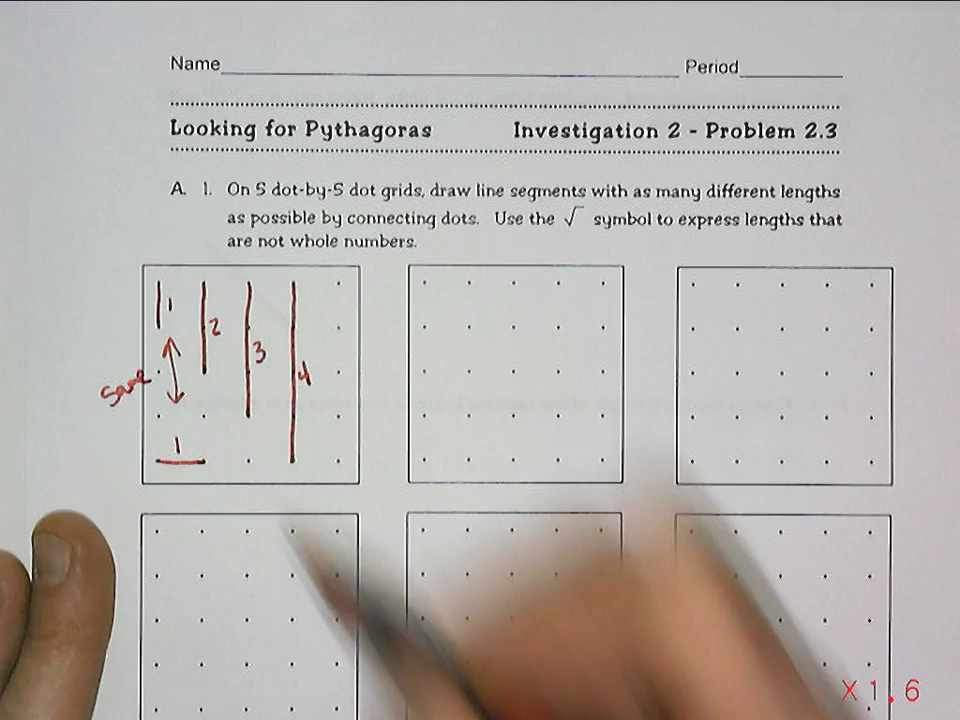 Name Period
Looking for Pythagoras Investigation 2 - Problem 2.3
A. 1. On 5 dot-by-5 dot grids, draw line segments with as many different lengths
as possible by connecting dots. Use the √ symbol to express lengths that
are not whole numbers.
1
2
3
4
Same
1
X1.6